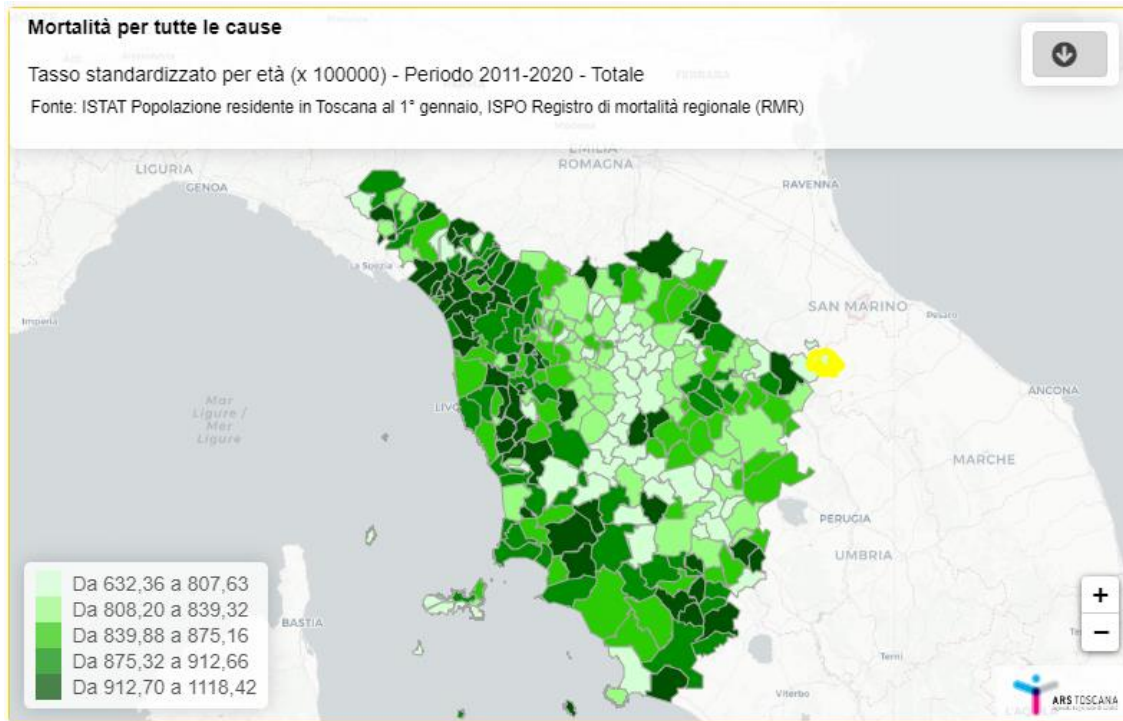 Mortalità per tutte le cause
Tasso standardizzato per età (x 100000) - Periodo 2011-2020 - Totale
Fonte: ISTAT Popolazione residente in Toscana al 1° gennaio, ISPO Registro di mortalità regionale (RMR)
FERRARA
EMILIA-
ROMAGNA
LIGURIA
GENOA
RAVENNA
La Spezia
SAN MARINO
Pesaro
Imperia
ANCONA
Mar
Ligure /
Mer
Ligure
LIVO
MARCHE
PERUGIA
UMBRIA
BASTIA
Terni
Viterbo
Da 632,36 a 807,63
Da 808,20 a 839,32
Da 839,88 a 875,16
Da 875,32 a 912,66
Da 912,70 a 1118,42
+
−
ARS TOSCANA